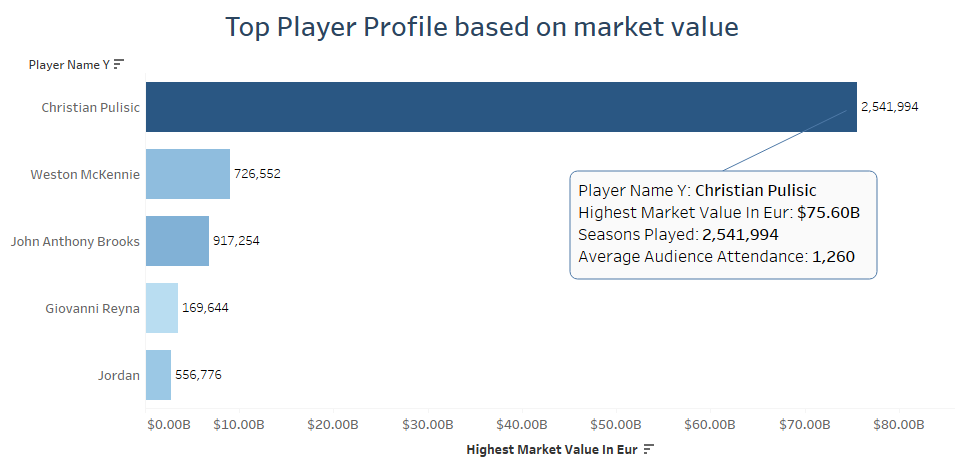 Top Player Profile based on market value
Player Name Y
Christian Pulisic
2,541,994
Weston McKennie
726,552
John Anthony Brooks
917,254
Giovanni Reyna
169,644
Jordan
556,776
Player Name Y: Christian Pulisic
Highest Market Value In Eur: $75.60B
Seasons Played: 2,541,994
Average Audience Attendance: 1,260
$0.00B $10.00B $20.00B $30.00B $40.00B $50.00B $60.00B $70.00B $80.00B
Highest Market Value In Eur